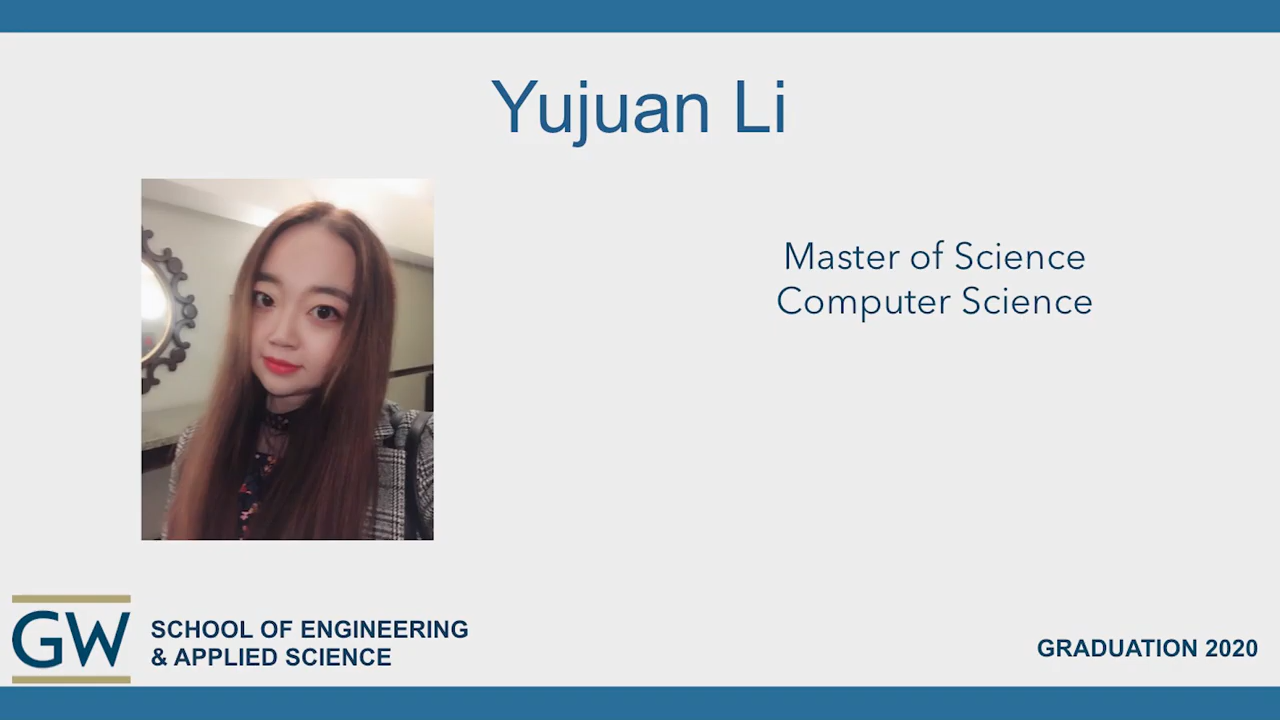 Yujuan Li
Master of Science
Computer Science
GW
SCHOOL OF ENGINEERING
& APPLIED SCIENCE
GRADUATION 2020